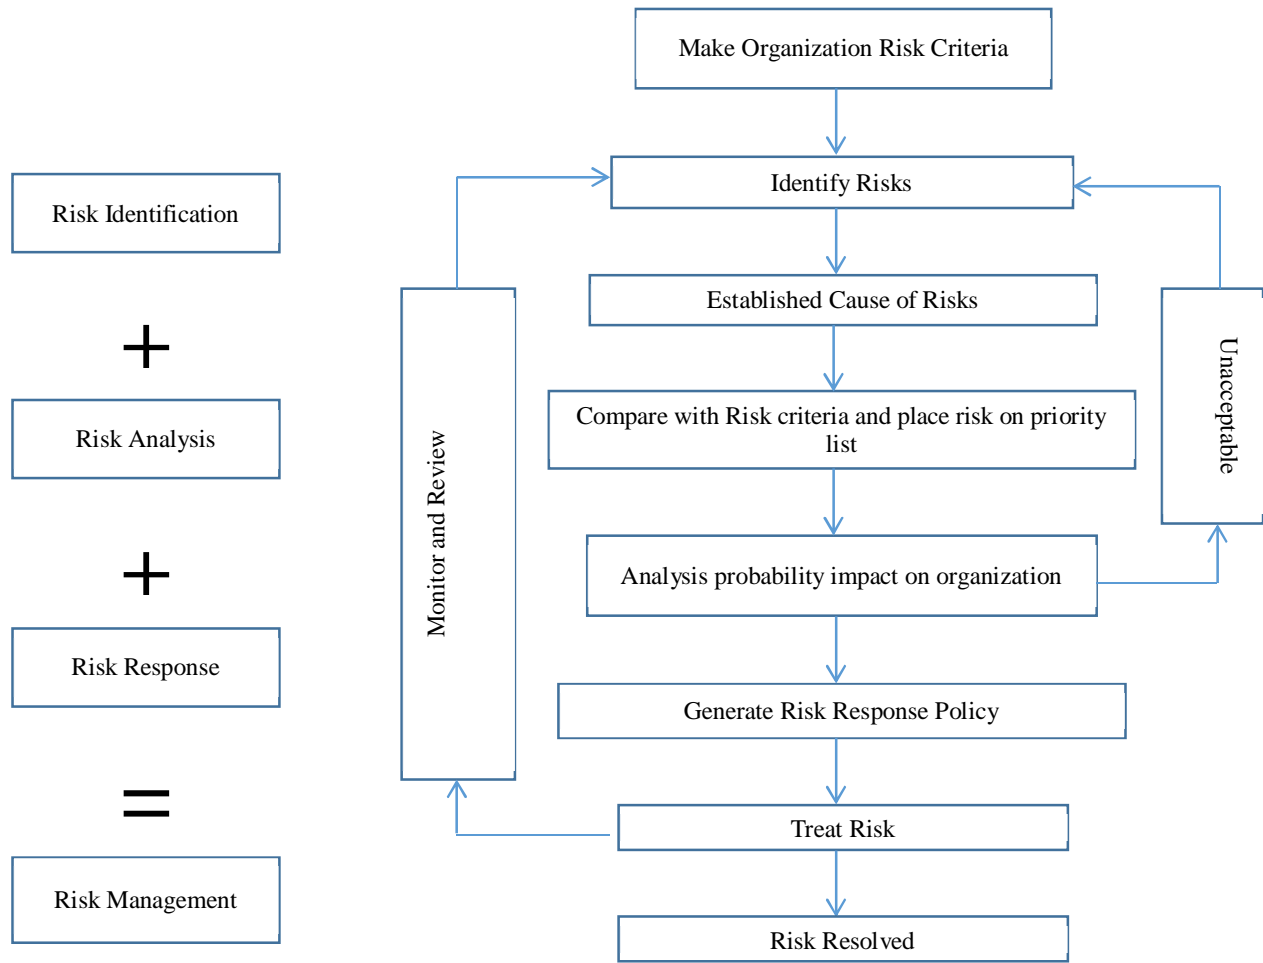 Risk Identification
+
Risk Analysis
+
Risk Response
=
Risk Management
Make Organization Risk Criteria
Identify Risks
Established Cause of Risks
Compare with Risk criteria and place risk on priority
list
Analysis probability impact on organization
Generate Risk Response Policy
Treat Risk
Risk Resolved
Monitor and Review
Unacceptable